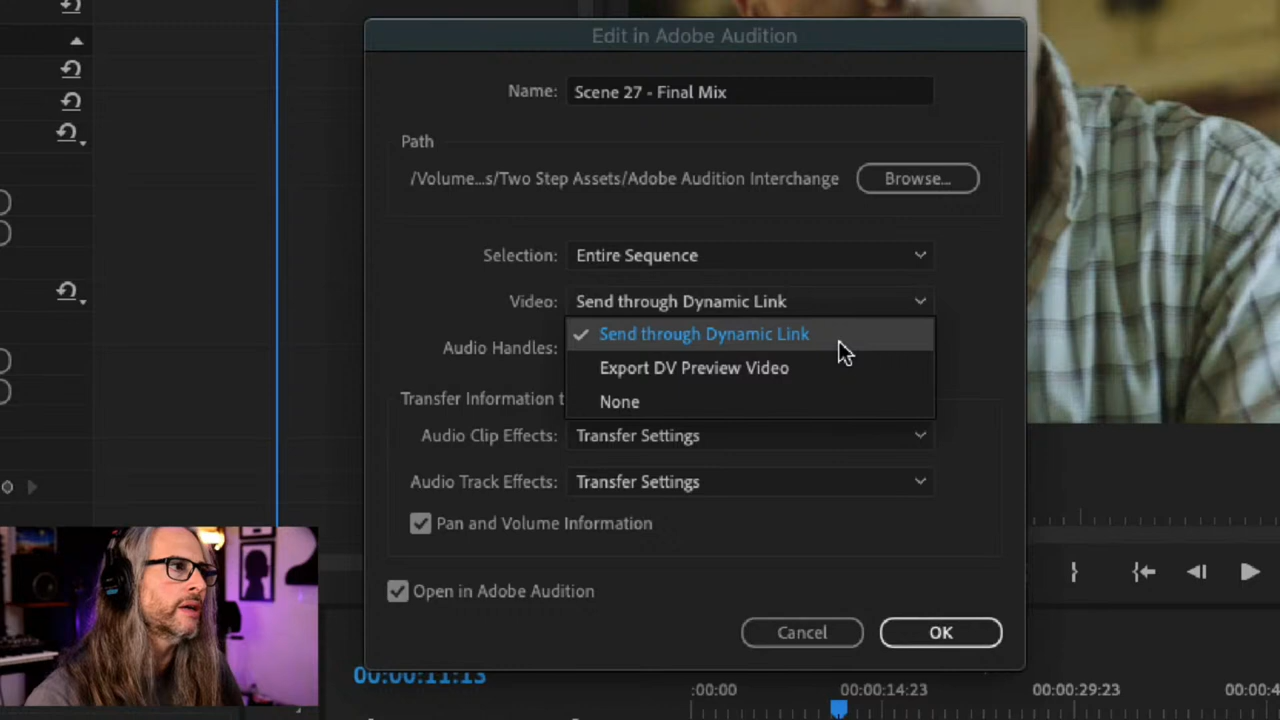 Edit in Adobe Audition
Name: Scene 27 - Final Mix
Path
/Volume...s/Two Step Assets/Adobe Audition Interchange Browse...
Selection: Entire Sequence
Video: Send through Dynamic Link
Send through Dynamic Link
Audio Handles:
Export DV Preview Video
None
Transfer Information t
Audio Clip Effects: Transfer Settings
Audio Track Effects: Transfer Settings
Pan and Volume Information
Open in Adobe Audition
Cancel OK
00:00:11:13
:00:00 00:00:14:23 00:00:29:23 00:00:4